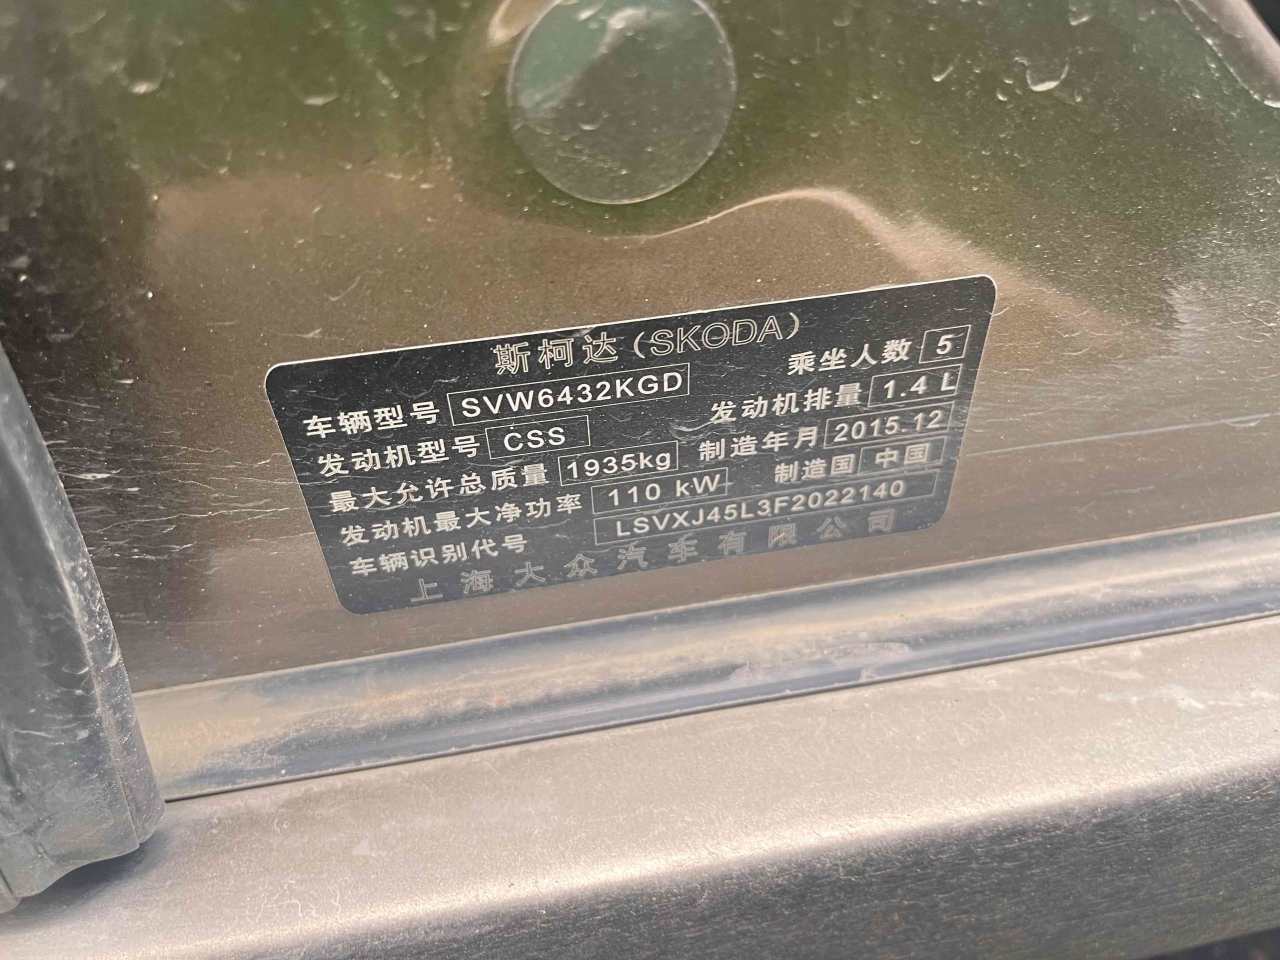 斯柯达(SKODA)
车辆型号 SVW6432KGD 乘坐人数 5
发动机型号 CSS 发动机排量 1.4 L
最大允许总质量 1935kg 制造年月 2015.12
发动机最大净功率 110 kW 制造国 中国
车辆识别代号 LSVXJ45L3F2022140
上海大众汽车有限公司